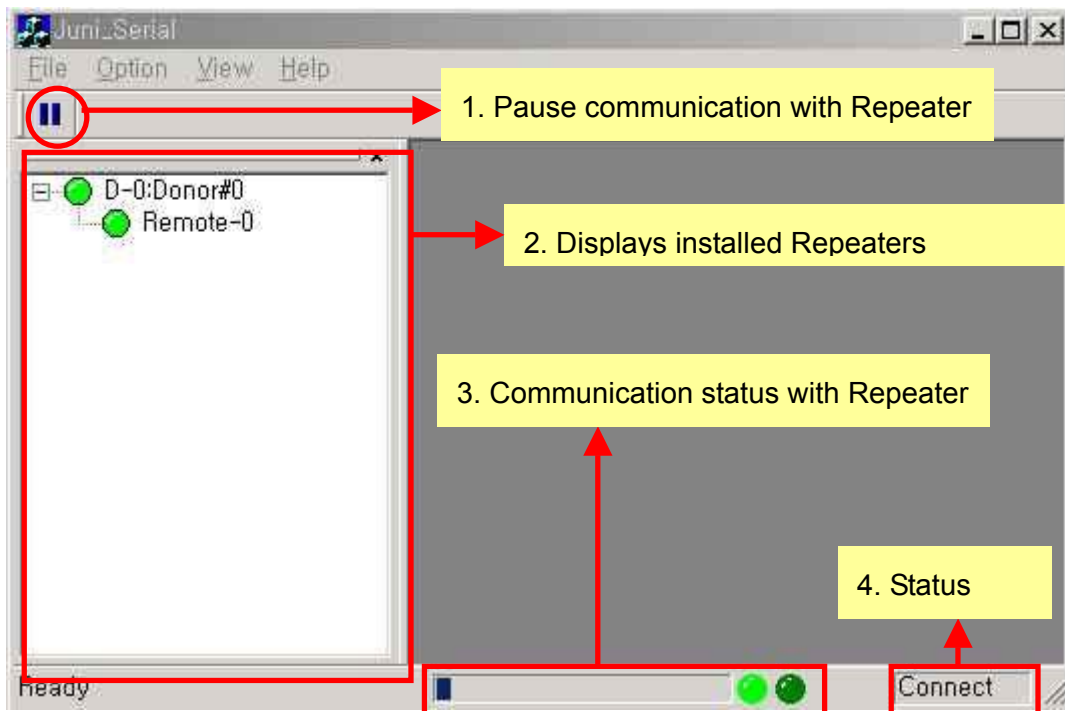 Juni_Serial
File Option View Help
1. Pause communication with Repeater
D-0:Donor#0
Remote-0
2. Displays installed Repeaters
3. Communication status with Repeater
4. Status
Ready
Connect